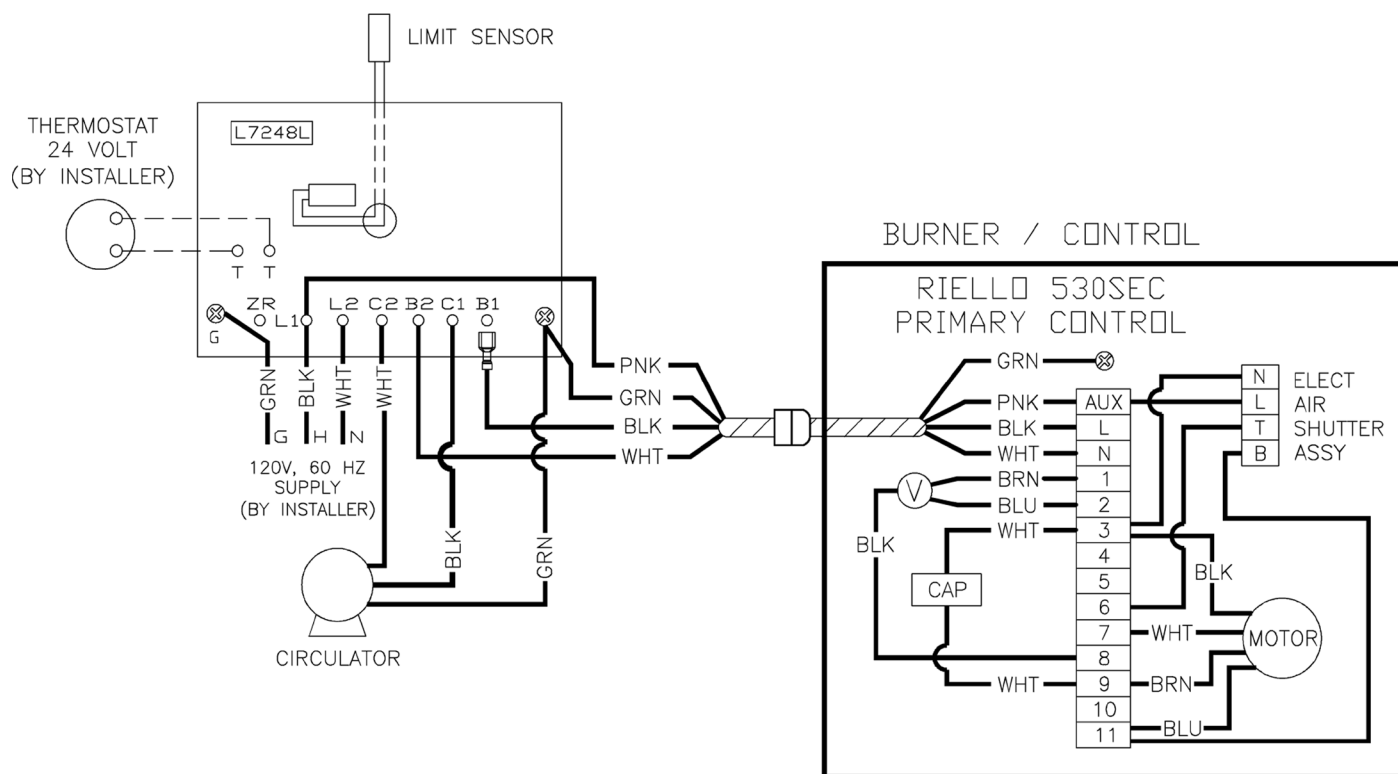 LIMIT SENSOR
THERMOSTAT
24 VOLT
(BY INSTALLER)
L7248L
T T
ZR L1 L2 C2 B2 C1 B1
G
GRN BLK WHT WHT
G H N
120V, 60 HZ
SUPPLY
(BY INSTALLER)
BLK
GRN
CIRCULATOR
PNK
GRN
BLK
WHT
BURNER / CONTROL
RIELLO 530SEC
PRIMARY CONTROL
GRN
PNK AUX
BLK L
WHT N
BRN 1
BLU 2
WHT 3
4
5
6
7 WHT
8
WHT 9 BRN
10
11 BLU
V
BLK
CAP
BLK
MOTOR
N ELECT
L AIR
T SHUTTER
B ASSY